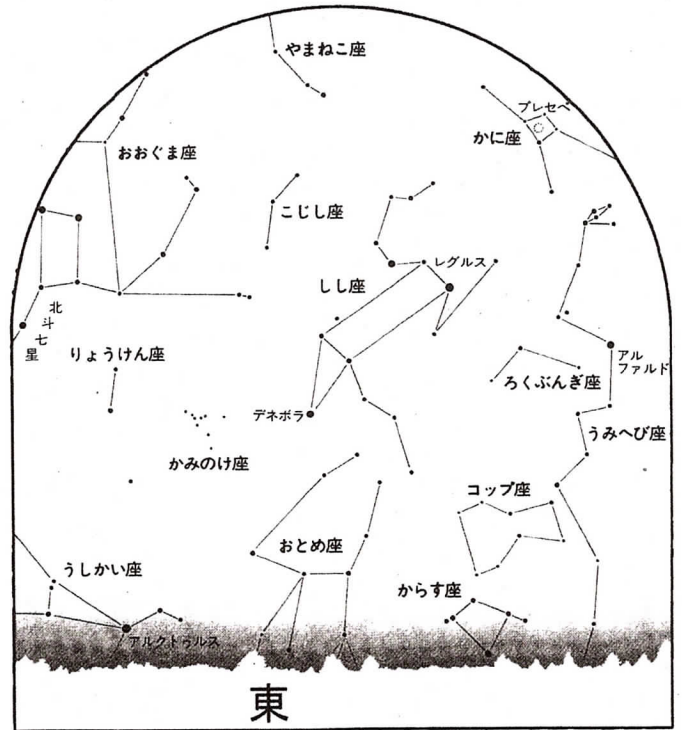 やまねこ座
プレセペ
かに座
おおぐま座
こじし座
レグルス
しし座
北斗七星
りょうけん座
アル
ファルド
ろくぶんぎ座
デネボラ
うみへび座
かみのけ座
コップ座
おとめ座
うしかい座
からす座
アルクトゥルス
東